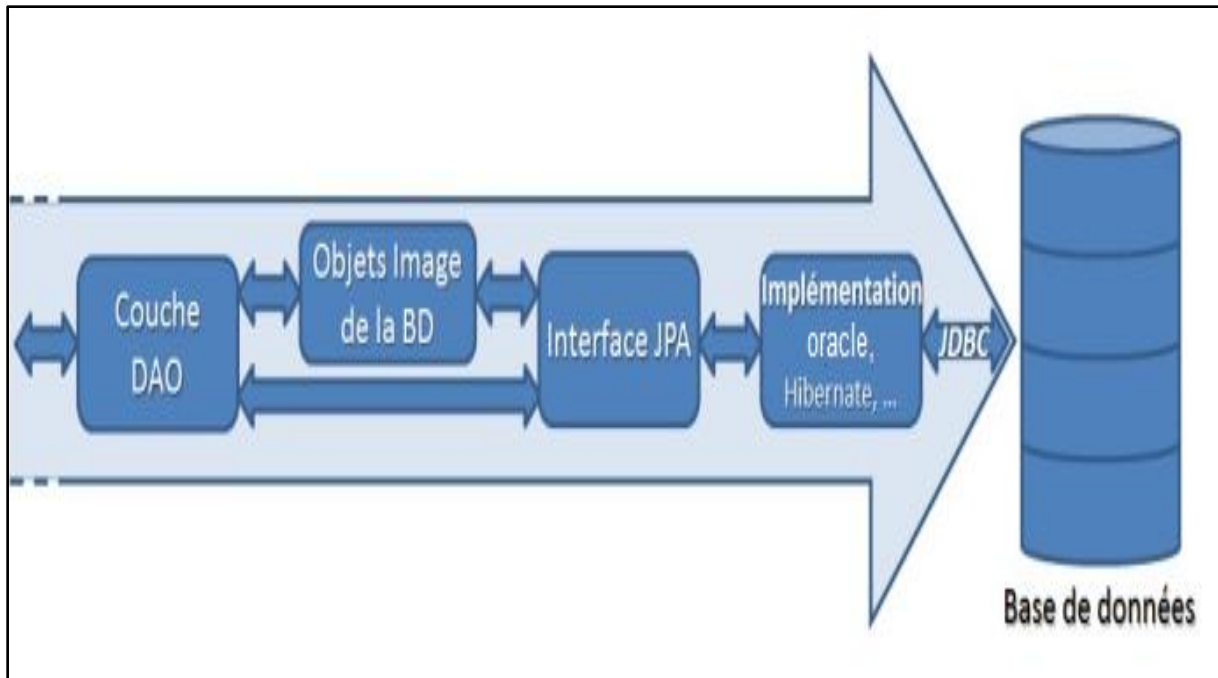 Couche
DAO
Objets Image
de la BD
Interface JPA
Implémentation
oracle,
Hibernate, ...
JDBC
Base de données